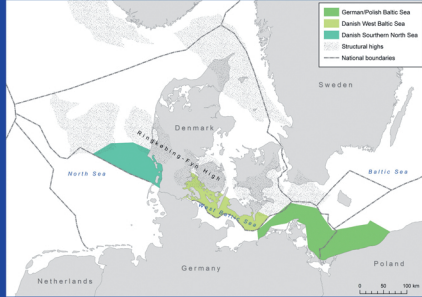 German/Polish Baltic Sea
Danish West Baltic Sea
Danish Sourthern North Sea
Structural highs
National boundaries
Sweden
Denmark
Ringkøbing-Fyn High
North Sea
Baltic Sea
West Baltic Sea
Germany
Poland
Netherlands
0 50 100 km